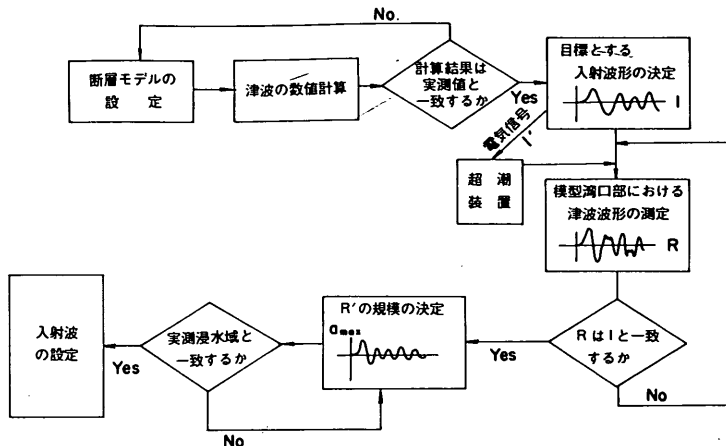 No.
断層モデルの
設 定
津波の数値計算
計算結果は
実測値と
一致するか
Yes
目標とする
入射波形の決定
I
電気信号
I'
超 潮
装 置
模型湾口部における
津波波形の測定
R
RはIと一致
するか
No
Yes
R'の規模の決定
amax
実測浸水域と
一致するか
No
Yes
入射波
の設定